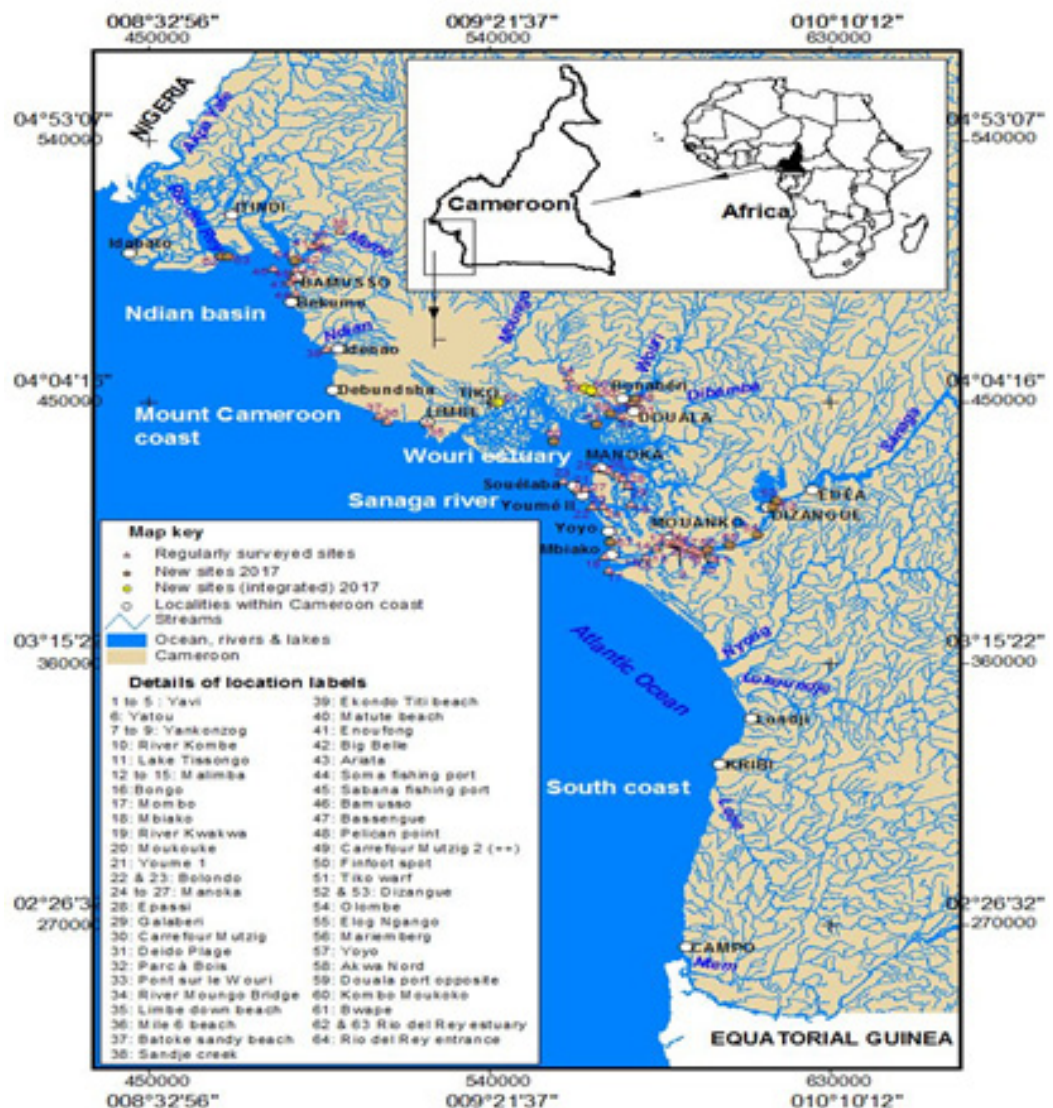 008°32'56" 009°21'37" 010°10'12"
450000 540000 630000
04°53'07" 04°53'07"
540000 540000
NIGERIA
Akpa Yafe
Cameroon
Africa
Rio del Rey
ITINDI
Idabato
Meme
BAMUSSO
Bekumo
Ndian basin
Ndian
Idenao
Moungo
Wouri
04°04'16" 04°04'16"
450000 450000
Debundsha
TIKO
Bonabéri
Dibamba
DOUALA
Mount Cameroon
coast
LIMBE
Wouri estuary
MANOKA
Sanaga
Souélaba
Sanaga river
Youmé II
EDEA
DIZANGUE
Yoyo
MOUANKO
Mbiako
Map key
Regularly surveyed sites
New sites 2017
New sites (integrated) 2017
Localities within Cameroon coast
Streams
Ocean, rivers & lakes
Cameroon
03°15'22" 03°15'22"
360000 360000
Atlantic Ocean
Nyong
Lokoundje
Londji
KRIBI
South coast
Lobe
Details of location labels
1 to 5 : Yavi
6: Yatou
7 to 9: Yankonzog
10: River Kombe
11: Lake Tissongo
12 to 15: Malimba
16: Bongo
17: Mombo
18: Mbiako
19: River Kwakwa
20: Moukouke
21: Youme 1
22 & 23: Bolondo
24 to 27: Manoka
28: Epassi
29: Galaberi
30: Carrefour Mutzig
31: Deido Plage
32: Parc à Bois
33: Pont sur le Wouri
34: River Moungo Bridge
35: Limbe down beach
36: Mile 6 beach
37: Batoke sandy beach
38: Sandje creek
39: Ekondo Titi beach
40: Matute beach
41: Enoufong
42: Big Belle
43: Ariata
44: Soma fishing port
45: Sabana fishing port
46: Bamusso
47: Bassengue
48: Pelican point
49: Carrefour Mutzig 2 (++)
50: Finfoot spot
51: Tiko warf
52 & 53: Dizangue
54: Olombe
55: Elog Ngango
56: Mariemberg
57: Yoyo
58: Akwa Nord
59: Douala port opposite
60: Kombo Moukoko
61: Bwape
62 & 63 Rio del Rey estuary
64: Rio del Rey entrance
02°26'32" 02°26'32"
270000 270000
CAMPO
Ntem
EQUATORIAL GUINEA
450000 540000 630000
008°32'56" 009°21'37" 010°10'12"